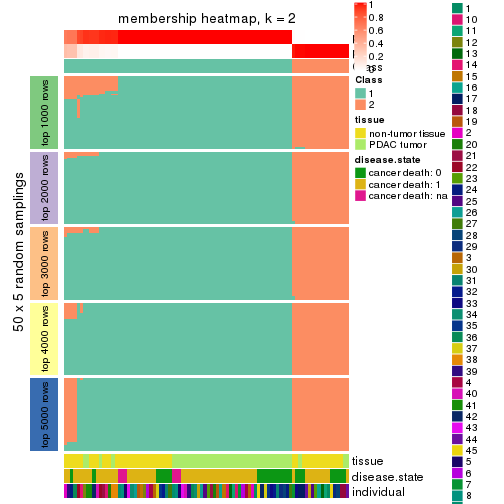 membership heatmap, k = 2
1
0.8
0.6
0.4
0.2
0
Class
Class
1
2
tissue
non-tumor tissue
PDAC tumor
disease.state
cancer death: 0
cancer death: 1
cancer death: na
50 x 5 random samplings
top 1000 rows
top 2000 rows
top 3000 rows
top 4000 rows
top 5000 rows
tissue
disease.state
individual
1
10
11
12
13
14
15
16
17
18
19
2
20
21
22
23
24
25
26
27
28
29
3
30
31
32
33
34
35
36
37
38
39
4
40
41
42
43
44
45
5
6
7
8